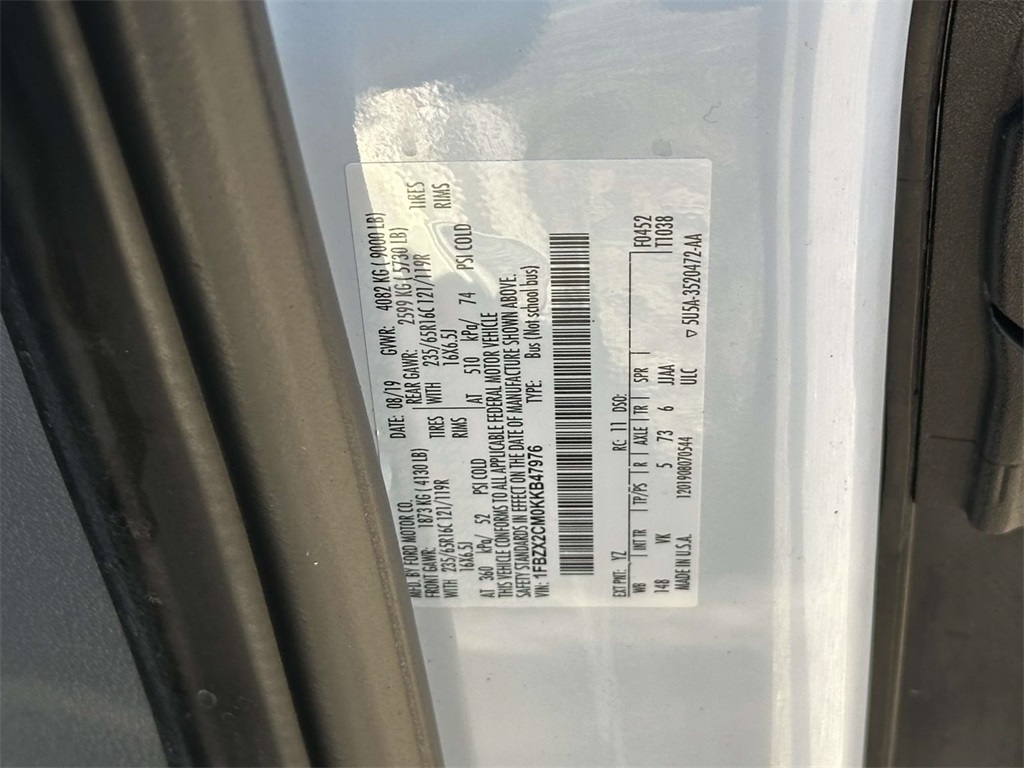 MFD. BY FORD MOTOR CO. DATE: 08/19 GVWR: 4082 KG ( 9000 LB)
FRONT GAWR: 1873 KG ( 4130 LB) REAR GAWR: 2599 KG ( 5730 LB)
WITH 235/65R16C 121/119R TIRES WITH 235/65R16C 121/119R TIRES
16X6.5J RIMS 16X6.5J RIMS
AT 360 kPa/ 52 PSI COLD AT 510 kPa/ 74 PSI COLD
THIS VEHICLE CONFORMS TO ALL APPLICABLE FEDERAL MOTOR VEHICLE
SAFETY STANDARDS IN EFFECT ON THE DATE OF MANUFACTURE SHOWN ABOVE.
VIN: 1FBZX2CM0KKB47976 TYPE: Bus (Not school bus)
EXT PNT: YZ RC: 11 DSO: F0452
WB INT TR TP/PS R AXLE TR SPR TT038
148 VK 5 73 6 JJAA
MADE IN U.S.A. 1201908070544 ULC 5U5A-3520472-AA